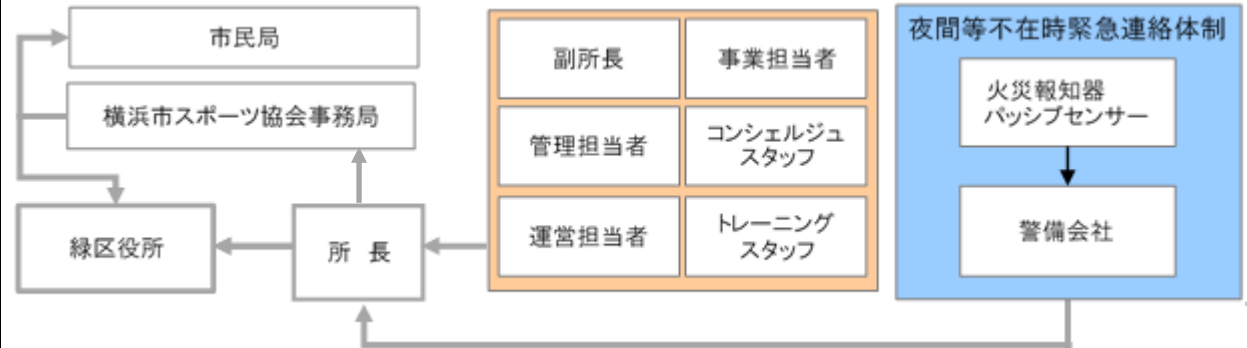 市民局
横浜市スポーツ協会事務局
緑区役所
所 長
副所長
事業担当者
管理担当者
コンシェルジュ
スタッフ
運営担当者
トレーニング
スタッフ
夜間等不在時緊急連絡体制
火災報知器
パッシブセンサー
警備会社